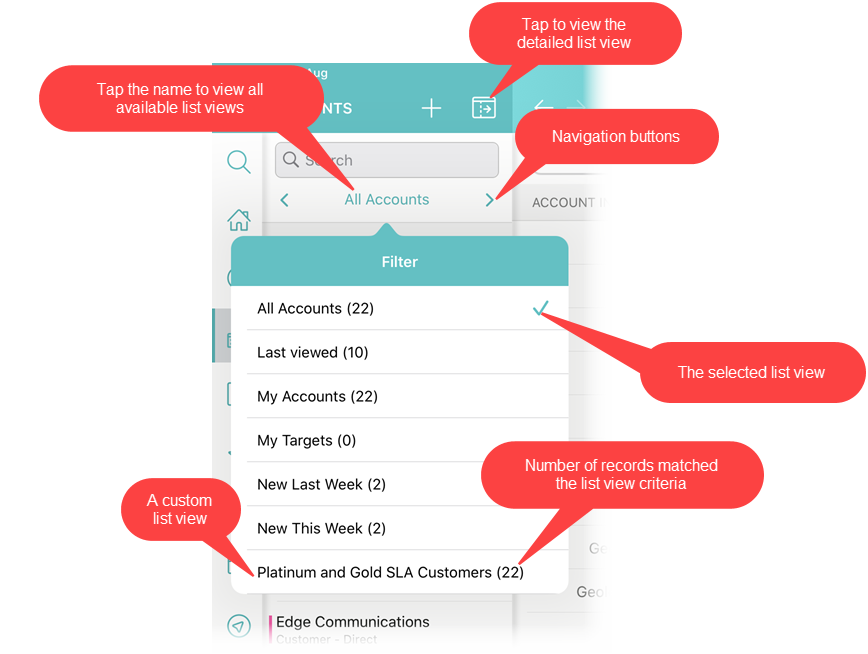 Tap to view the
detailed list view
Tap the name to view all
available list views
Aug
NTS
Navigation buttons
Search
All Accounts
ACCOUNT
Filter
All Accounts (22)
Last viewed (10)
The selected list view
My Accounts (22)
My Targets (0)
Number of records matched
the list view criteria
New Last Week (2)
A custom
list view
New This Week (2)
Ge
Platinum and Gold SLA Customers (22)
Geo
Edge Communications
Customer - Direct